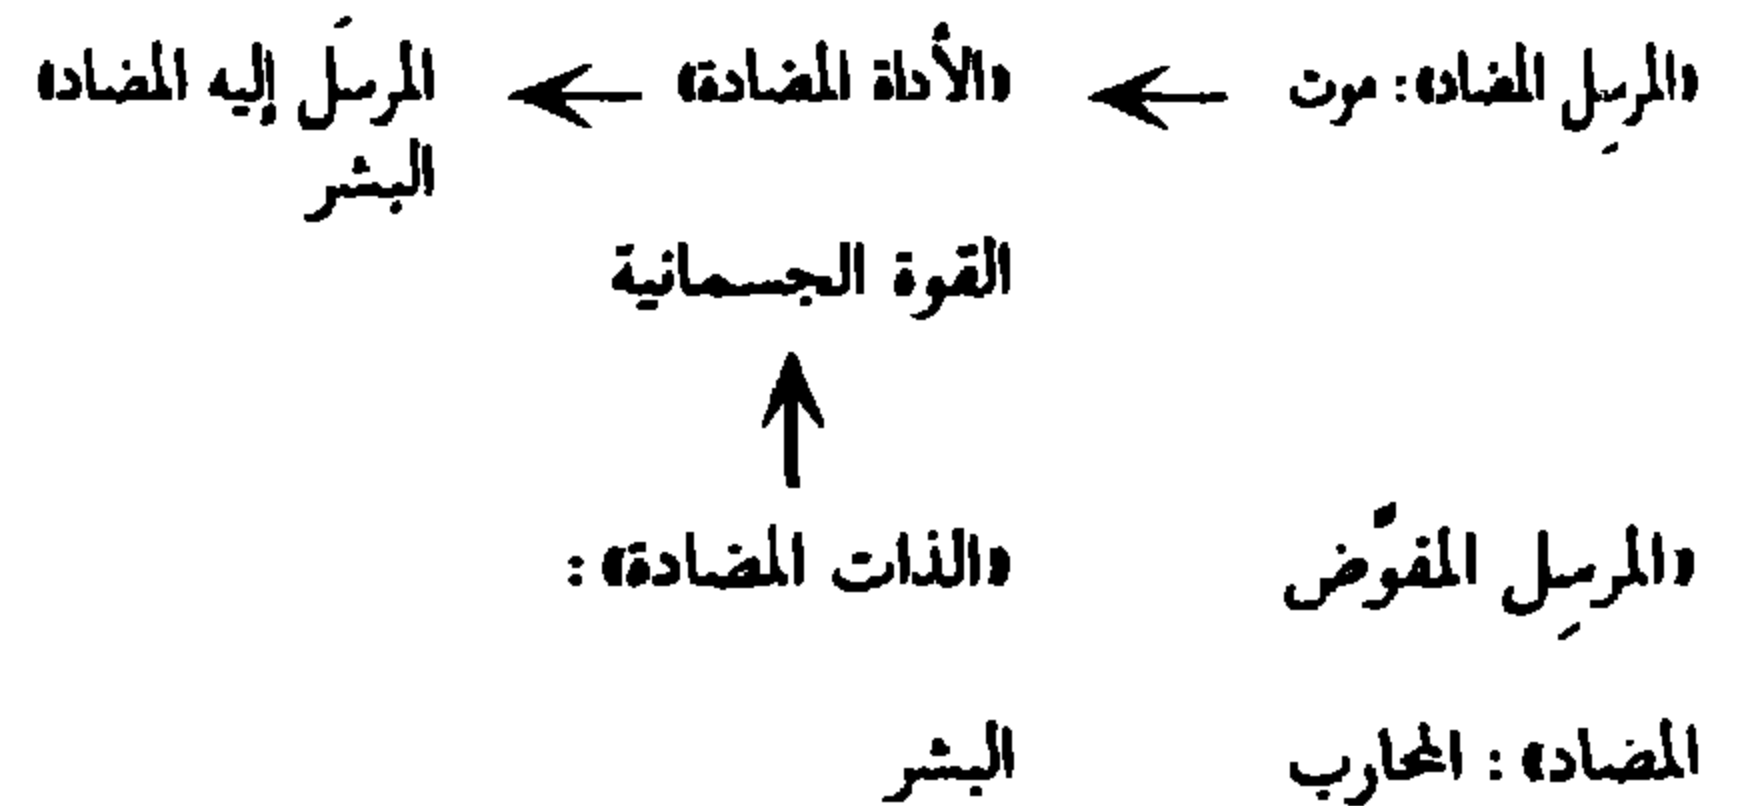 «المرسِل المضاد»: موت ← «الأداة المضادة» ← المرسَل إليه المضاد»
البشر
القوة الجسمانية
↑
«المرسِل المفوّض «الذات المضادة» :
المضاد» : المحارب البشر